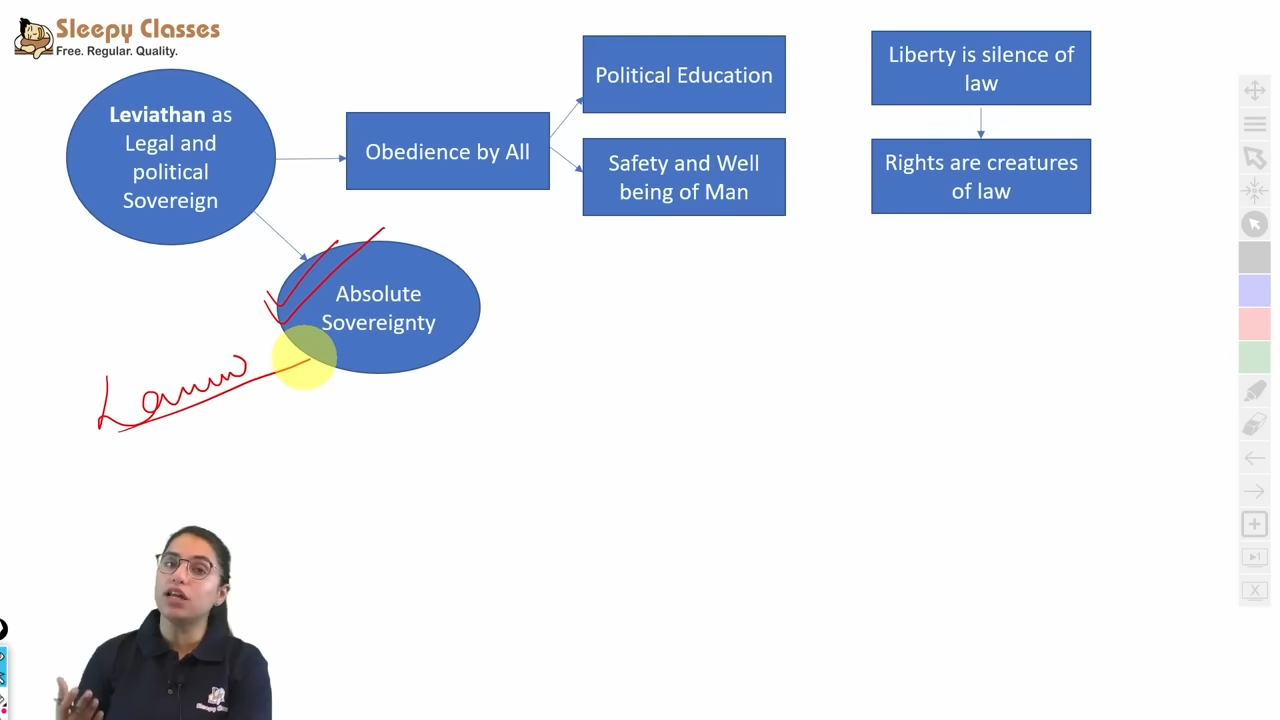 Sleepy Classes
Free. Regular. Quality.
Leviathan as
Legal and
political
Sovereign
Obedience by All
Political Education
Safety and Well
being of Man
Liberty is silence of
law
Rights are creatures
of law
Absolute
Sovereignty